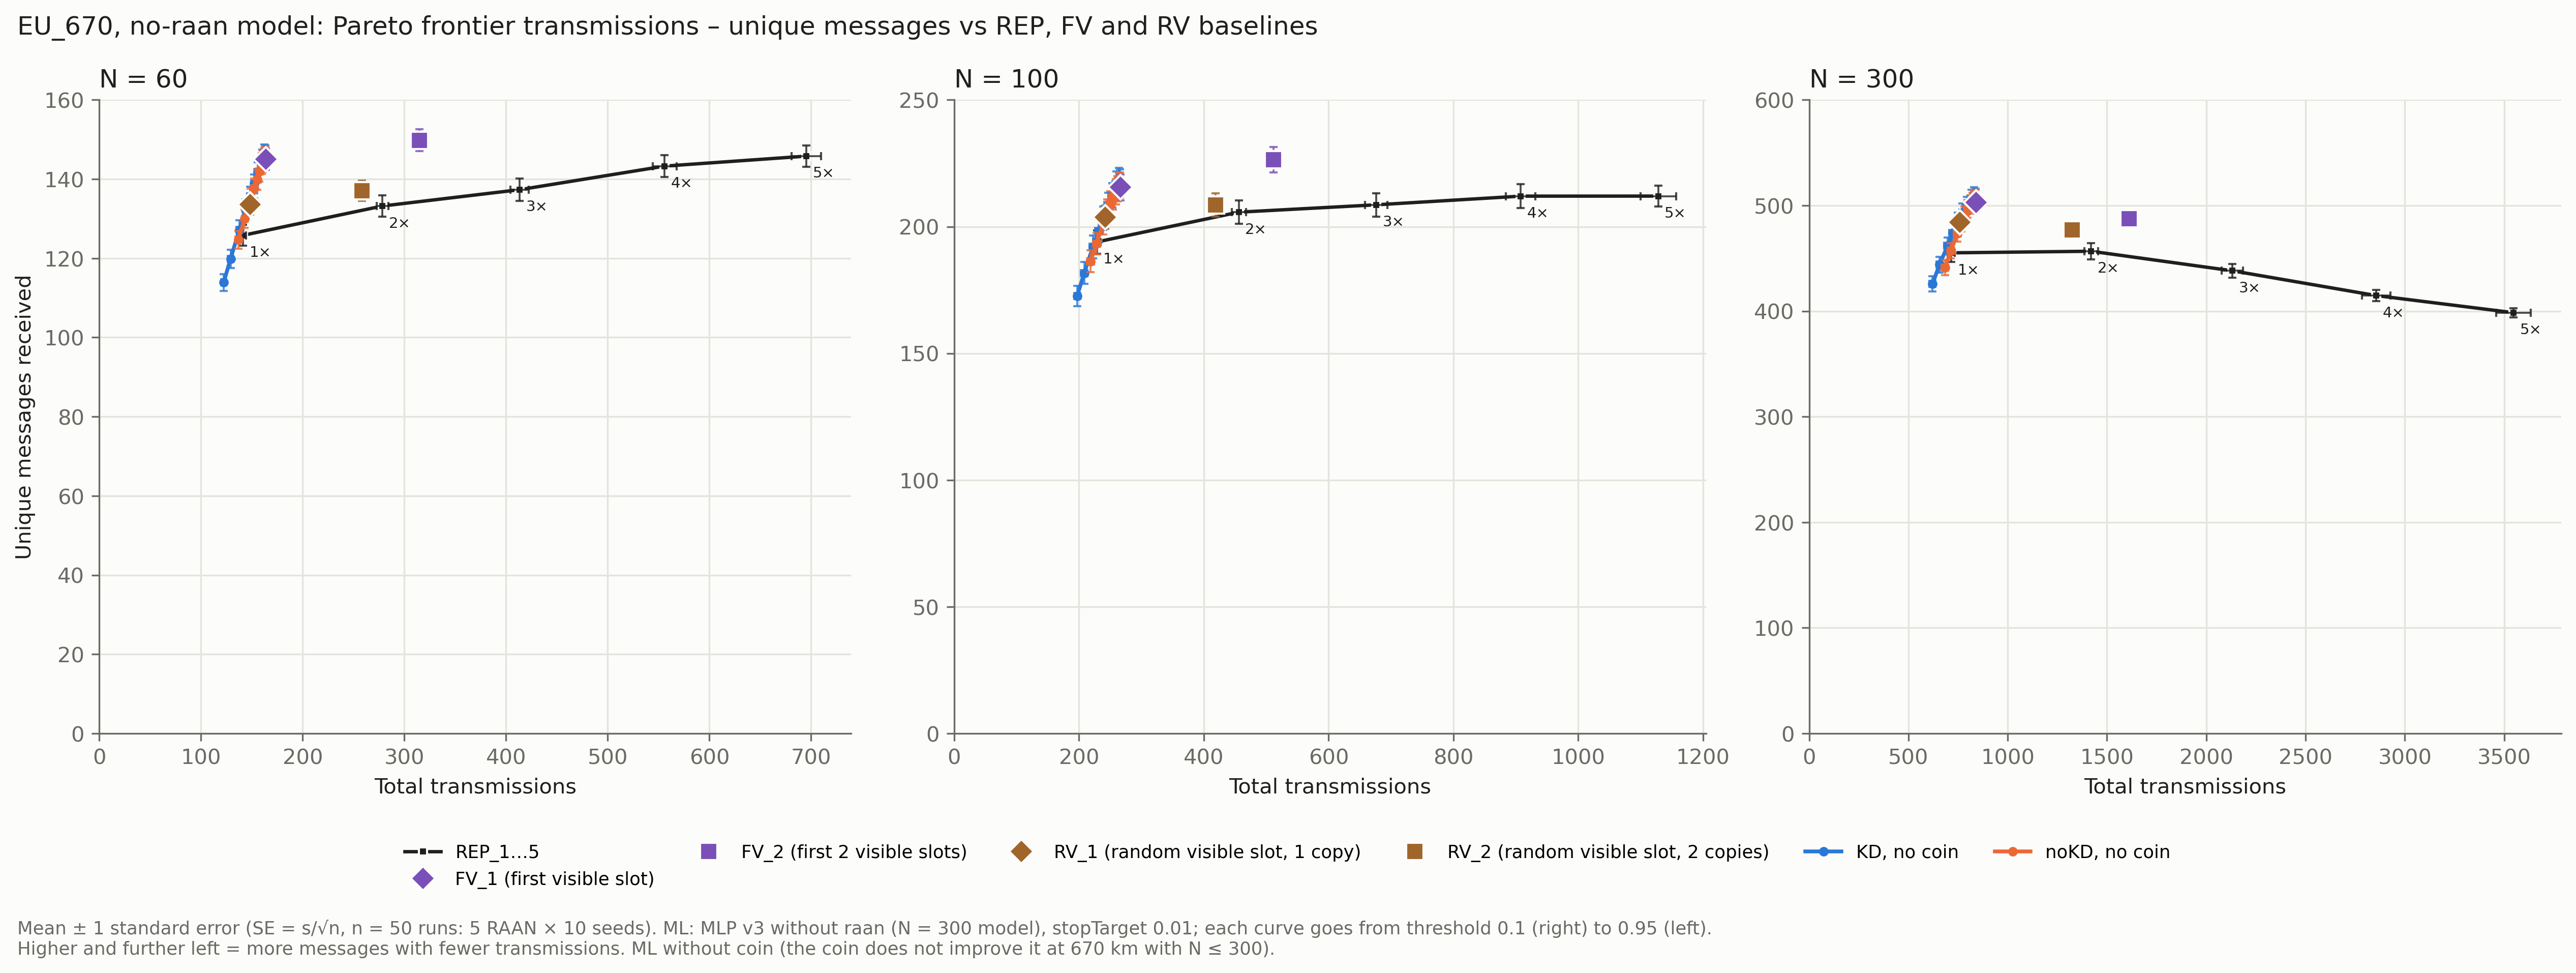 EU_670, no-raan model: Pareto frontier transmissions – unique messages vs REP, FV and RV baselines
N = 60
Unique messages received
160
140
120
100
80
60
40
20
0
1×
2×
3×
4×
5×
0 100 200 300 400 500 600 700
Total transmissions
N = 100
250
200
150
100
50
0
1×
2×
3×
4×
5×
0 200 400 600 800 1000 1200
Total transmissions
N = 300
600
500
400
300
200
100
0
1×
2×
3×
4×
5×
0 500 1000 1500 2000 2500 3000 3500
Total transmissions
REP_1…5
FV_1 (first visible slot)
FV_2 (first 2 visible slots)
RV_1 (random visible slot, 1 copy)
RV_2 (random visible slot, 2 copies)
KD, no coin
noKD, no coin
Mean ± 1 standard error (SE = s/√n, n = 50 runs: 5 RAAN × 10 seeds). ML: MLP v3 without raan (N = 300 model), stopTarget 0.01; each curve goes from threshold 0.1 (right) to 0.95 (left).
Higher and further left = more messages with fewer transmissions. ML without coin (the coin does not improve it at 670 km with N ≤ 300).